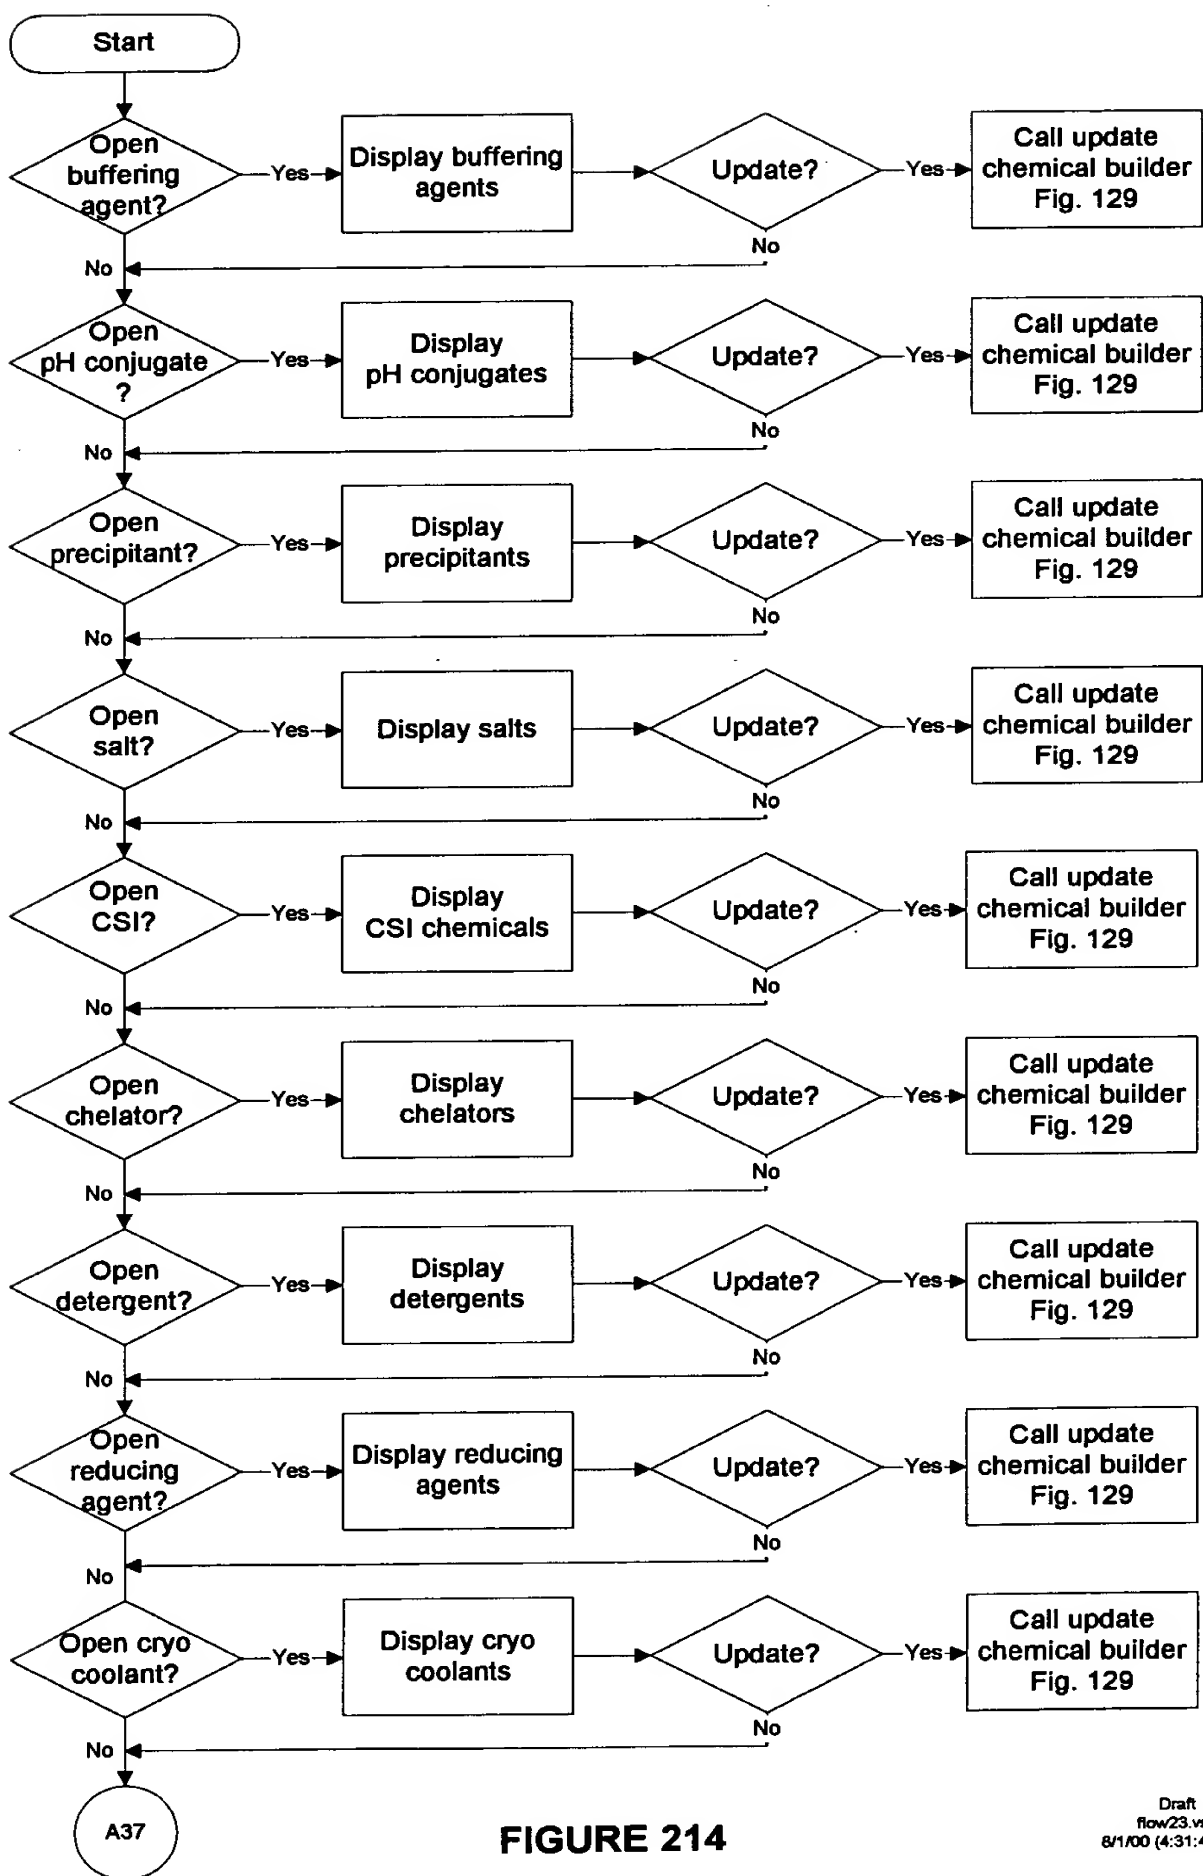 Start
Open
buffering
agent?
Yes
Display buffering
agents
Update?
Yes
Call update
chemical builder
Fig. 129
No
No
Open
pH conjugate
?
Yes
Display
pH conjugates
Update?
Yes
Call update
chemical builder
Fig. 129
No
No
Open
precipitant?
Yes
Display
precipitants
Update?
Yes
Call update
chemical builder
Fig. 129
No
No
Open
salt?
Yes
Display salts
Update?
Yes
Call update
chemical builder
Fig. 129
No
No
Open
CSI?
Yes
Display
CSI chemicals
Update?
Yes
Call update
chemical builder
Fig. 129
No
No
Open
chelator?
Yes
Display
chelators
Update?
Yes
Call update
chemical builder
Fig. 129
No
No
Open
detergent?
Yes
Display
detergents
Update?
Yes
Call update
chemical builder
Fig. 129
No
No
Open
reducing
agent?
Yes
Display reducing
agents
Update?
Yes
Call update
chemical builder
Fig. 129
No
No
Open cryo
coolant?
Yes
Display cryo
coolants
Update?
Yes
Call update
chemical builder
Fig. 129
No
No
A37
FIGURE 214
Draft
8/1/00